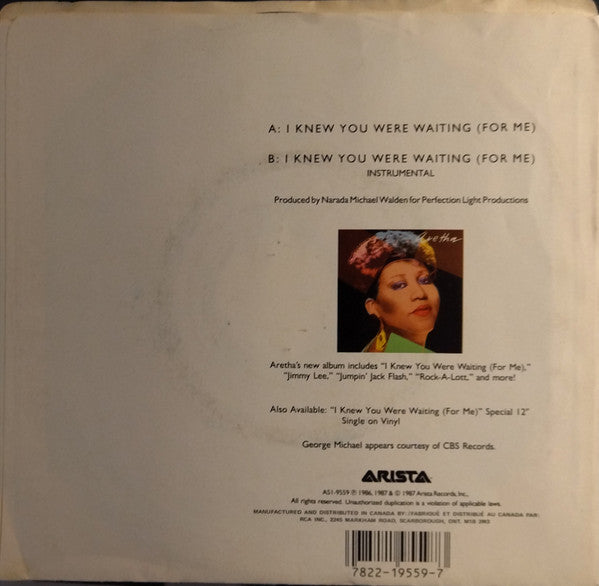 A: I KNEW YOU WERE WAITING (FOR ME)
B: I KNEW YOU WERE WAITING (FOR ME)
INSTRUMENTAL
Produced by Narada Michael Walden for Perfection Light Productions
Aretha
Aretha's new album includes "I Knew You Were Waiting (For Me),"
"Jimmy Lee," "Jumpin' Jack Flash," "Rock-A-Lott," and more!
Also Available: "I Knew You Were Waiting (For Me)" Special 12"
Single on Vinyl
George Michael appears courtesy of CBS Records.
ARISTA
AS1-9559 ℗ 1986, 1987 & © 1987 Arista Records, Inc.,
All rights reserved. Unauthorized duplication is a violation of applicable laws.
MANUFACTURED AND DISTRIBUTED IN CANADA BY: / FABRIQUÉ ET DISTRIBUÉ AU CANADA PAR:
RCA INC., 2245 MARKHAM ROAD, SCARBOROUGH, ONT. M1B 2W3
7822-19559-7